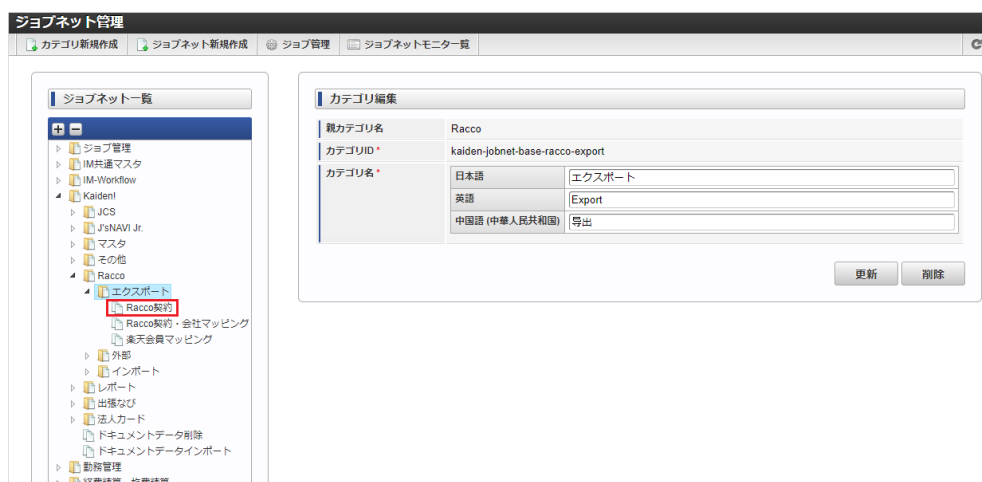 ジョブネット管理
カテゴリ新規作成 ジョブネット新規作成 ジョブ管理 ジョブネットモニター覧
ジョブネット一覧
ジョブ管理
IM共通マスタ
IM-Workflow
Kaiden!
JCS
J'sNAVI Jr.
マスタ
その他
Racco
エクスポート
Racco契約
Racco契約・会社マッピング
楽天会員マッピング
外部
インポート
レポート
出張なび
法人カード
ドキュメントデータ削除
ドキュメントデータインポート
勤務管理
カテゴリ編集
親カテゴリ名 Racco
カテゴリID * kaiden-jobnet-base-racco-export
カテゴリ名 *
日本語 エクスポート
英語 Export
中国語 (中華人民共和国) 导出
更新 削除